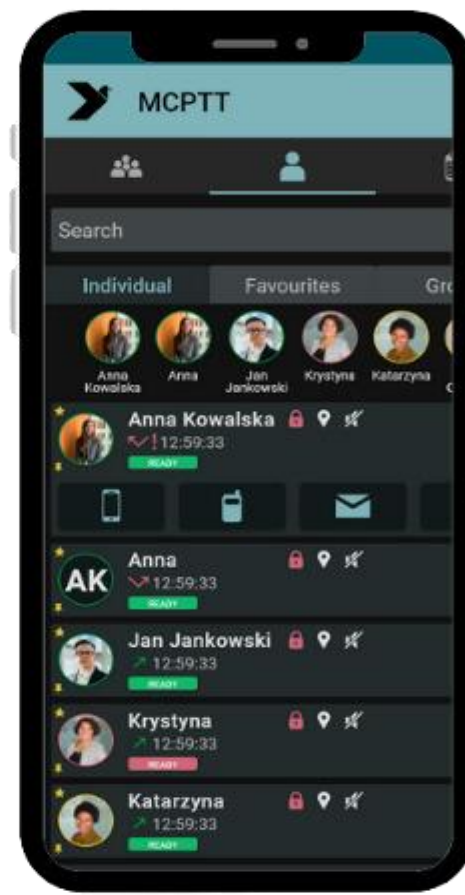 MCPTT
Search
Individual Favourites Gro
Anna Kowalska Anna Jan Jankowski Krystyna Katarzyna
Anna Kowalska
! 12:59:33
READY
AK Anna
12:59:33
READY
Jan Jankowski
12:59:33
READY
Krystyna
12:59:33
READY
Katarzyna
12:59:33
READY